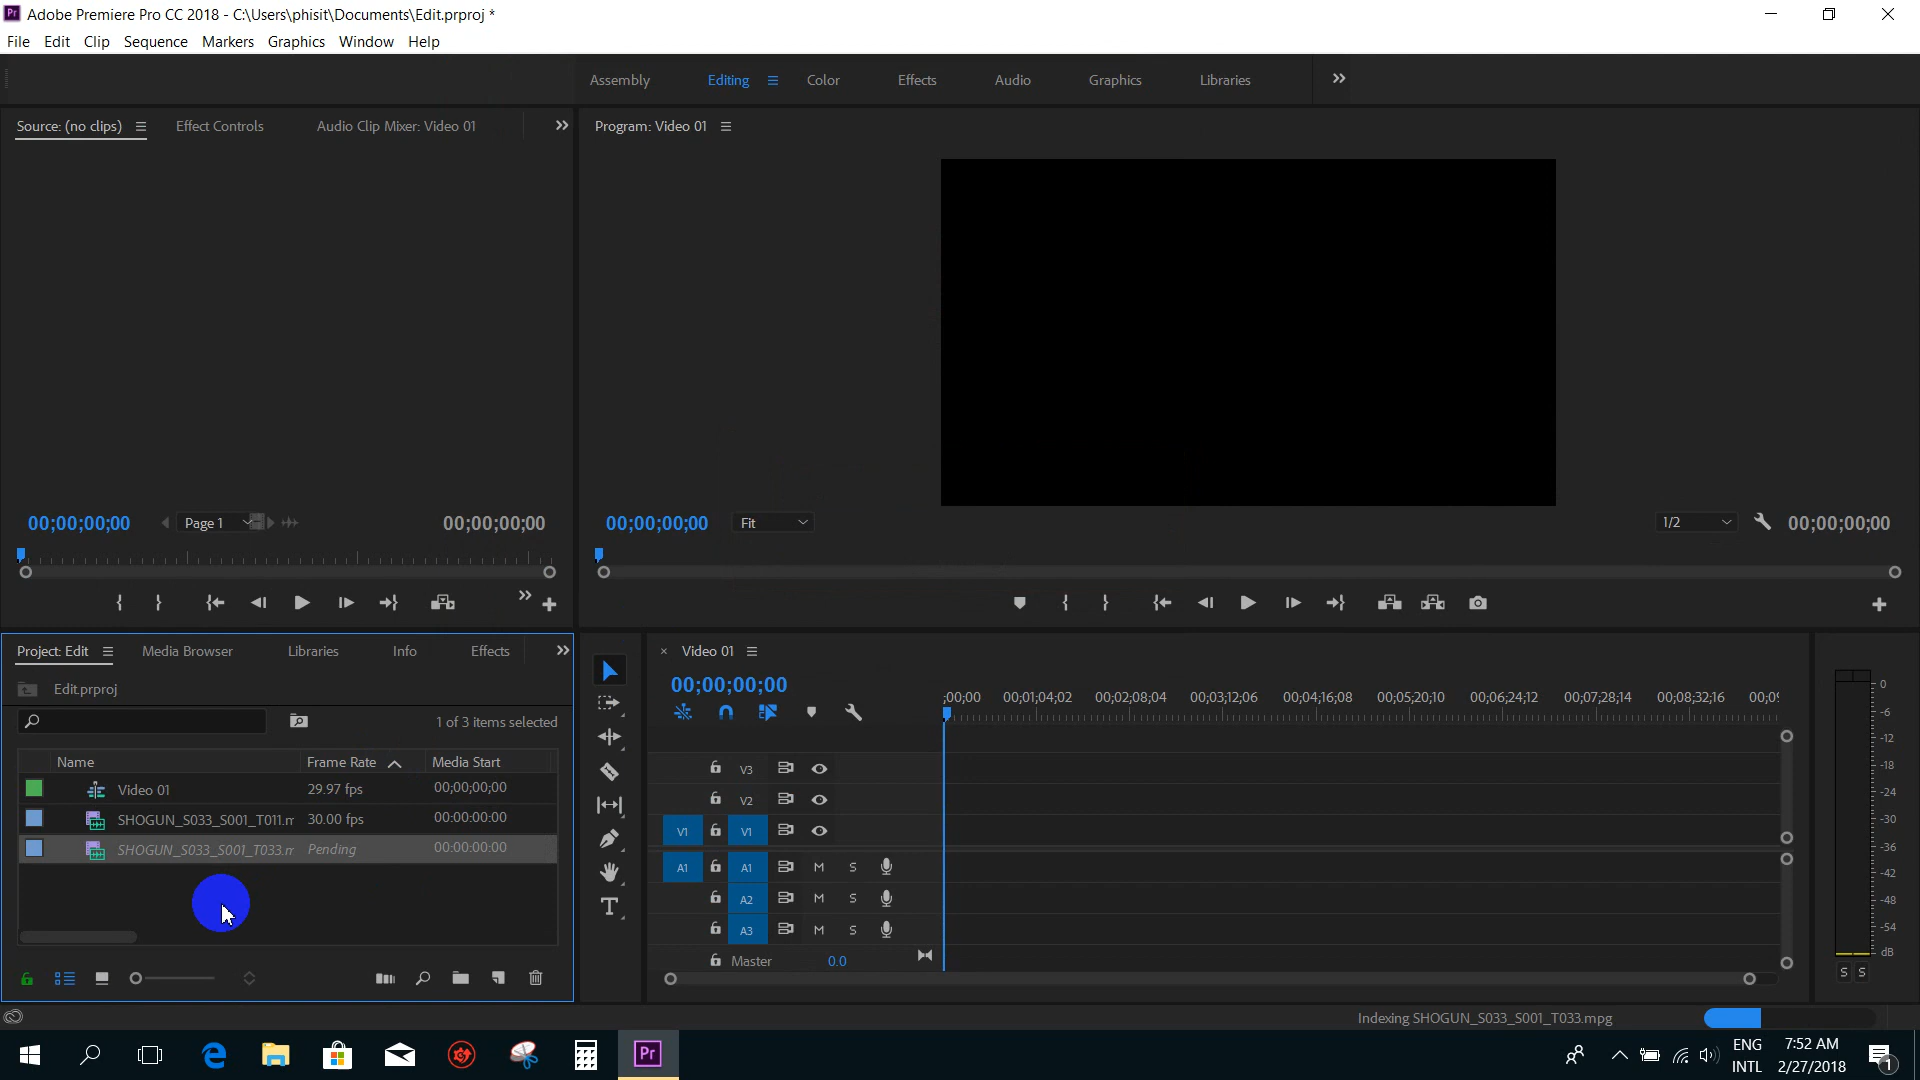 Adobe Premiere Pro CC 2018 - C:\Users\phisit\Documents\Edit.prproj *
File Edit Clip Sequence Markers Graphics Window Help
Assembly Editing Color Effects Audio Graphics Libraries
Source: (no clips) Effect Controls Audio Clip Mixer: Video 01
Program: Video 01
00;00;00;00 Page 1 00;00;00;00
00;00;00;00 Fit 1/2 00;00;00;00
Project: Edit Media Browser Libraries Info Effects
Edit.prproj
1 of 3 items selected
Name Frame Rate Media Start
Video 01 29.97 fps 00;00;00;00
SHOGUN_S033_S001_T011.m 30.00 fps 00:00:00:00
SHOGUN_S033_S001_T033.m Pending 00:00:00:00
× Video 01
00;00;00;00
;00;00 00;01;04;02 00;02;08;04 00;03;12;06 00;04;16;08 00;05;20;10 00;06;24;12 00;07;28;14 00;08;32;16 00;09
V3
V2
V1 V1
A1 A1 M S
A2 M S
A3 M S
Master 0.0
0
-6
-12
-18
-24
-30
-36
-42
-48
-54
dB
S S
Indexing SHOGUN_S033_S001_T033.mpg
Pr
ENG
INTL
7:52 AM
2/27/2018
1